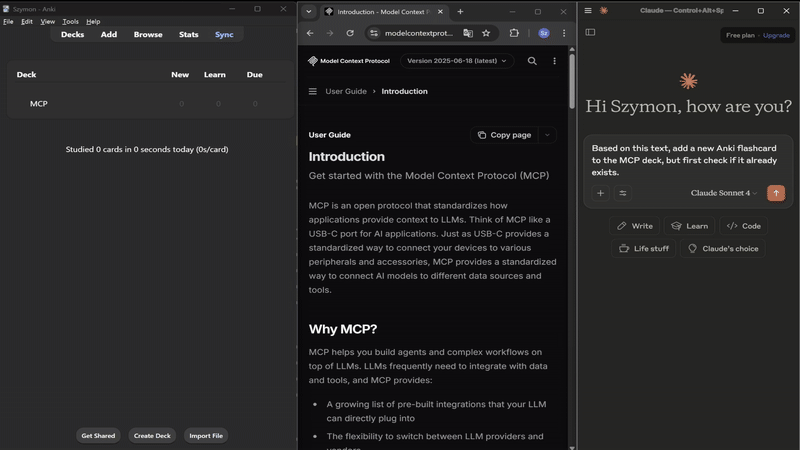 Szymon - Anki
File Edit View Tools Help
Decks Add Browse Stats Sync
Deck New Learn Due
MCP 0 0 0
Studied 0 cards in 0 seconds today (0s/card)
Get Shared Create Deck Import File
Introduction - Model Context P
modelcontextprot...
Sz
Model Context Protocol
Version 2025-06-18 (latest)
User Guide > Introduction
User Guide
Copy page
Introduction
Get started with the Model Context Protocol (MCP)
MCP is an open protocol that standardizes how
applications provide context to LLMs. Think of MCP like a
USB-C port for AI applications. Just as USB-C provides a
standardized way to connect your devices to various
peripherals and accessories, MCP provides a standardized
way to connect AI models to different data sources and
tools.
Why MCP?
MCP helps you build agents and complex workflows on
top of LLMs. LLMs frequently need to integrate with data
and tools, and MCP provides:
• A growing list of pre-built integrations that your LLM
can directly plug into
• The flexibility to switch between LLM providers and
vendors
Claude — Control+Alt+Sp
Free plan · Upgrade
Hi Szymon, how are you?
Based on this text, add a new Anki flashcard
to the MCP deck, but first check if it already
exists.
Claude Sonnet 4
Write Learn Code
Life stuff Claude's choice